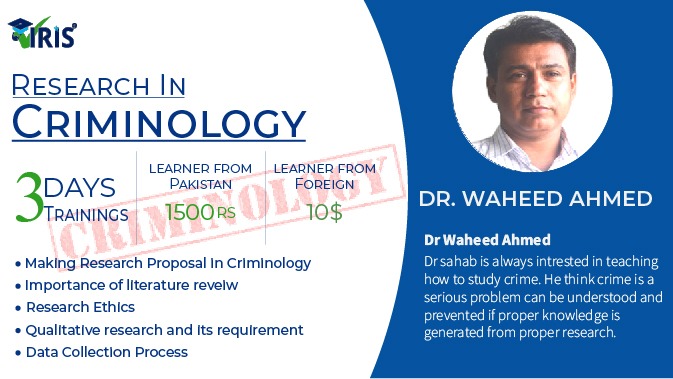 IRIS
RESEARCH IN
CRIMINOLOGY
3 DAYS
TRAININGS
LEARNER FROM
PAKISTAN
1500 RS
LEARNER FROM
FOREIGN
10$
CRIMINOLOGY
• Making Research Proposal in Criminology
• Importance of literature reveiw
• Research Ethics
• Qualitative research and its requirement
• Data Collection Process
DR. WAHEED AHMED
Dr Waheed Ahmed
Dr sahab is always intrested in teaching
how to study crime. He think crime is a
serious problem can be understood and
prevented if proper knowledge is
generated from proper research.